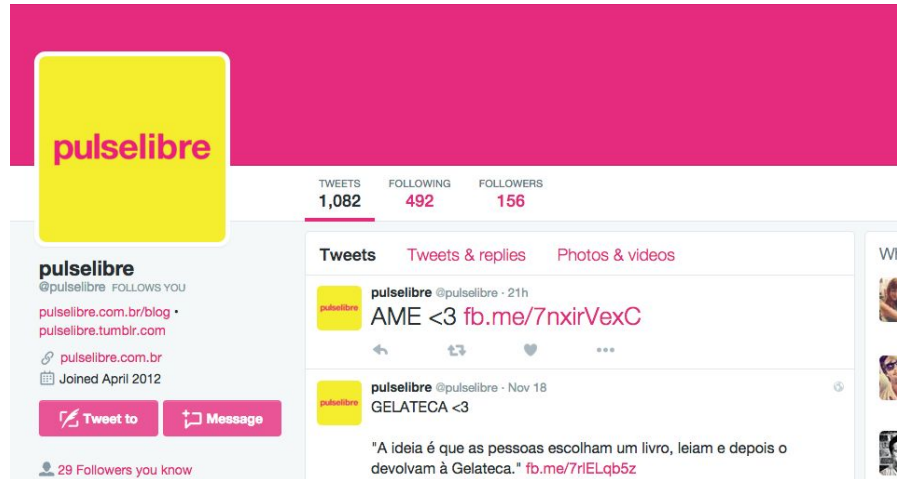 pulselibre
TWEETS FOLLOWING FOLLOWERS
1,082 492 156
pulselibre
@pulselibre FOLLOWS YOU
pulselibre.com.br/blog •
pulselibre.tumblr.com
pulselibre.com.br
Joined April 2012
Tweet to Message
29 Followers you know
Tweets Tweets & replies Photos & videos
pulselibre
pulselibre @pulselibre · 21h
AME <3 fb.me/7nxirVexC
pulselibre
pulselibre @pulselibre · Nov 18
GELATECA <3
"A ideia é que as pessoas escolham um livro, leiam e depois o
devolvam à Gelateca." fb.me/7rlELqb5z